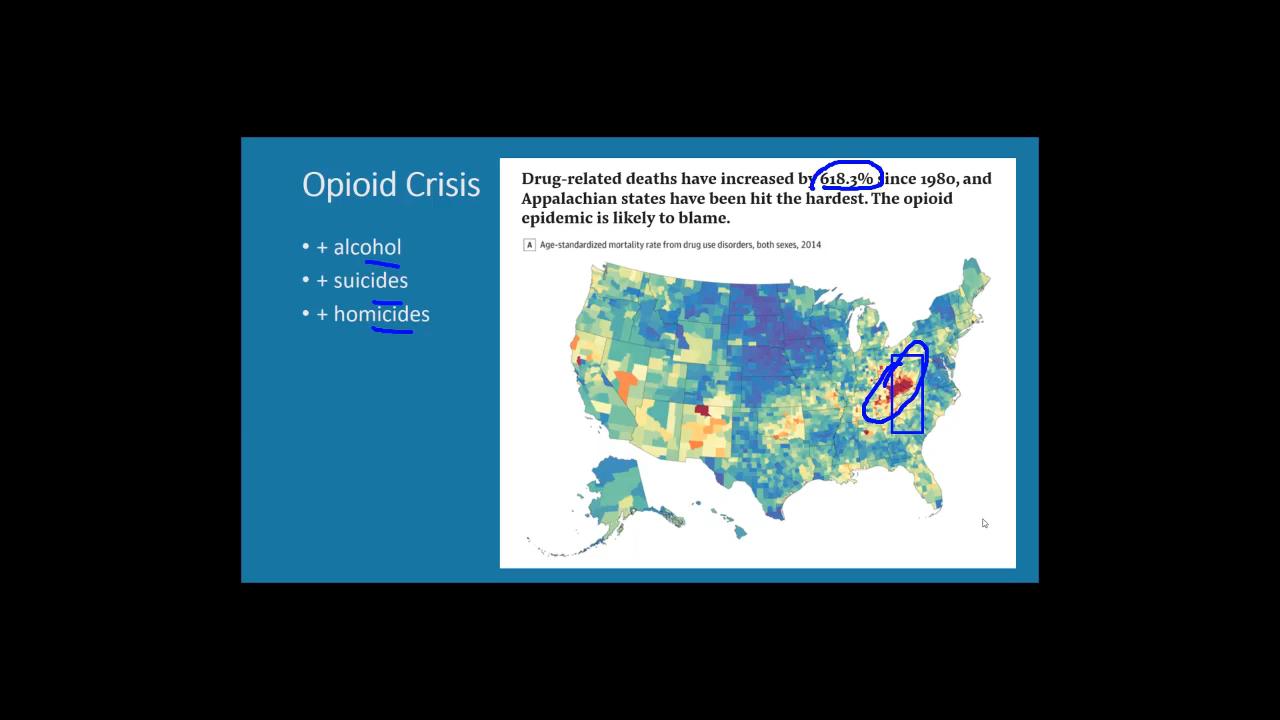 Opioid Crisis
• + alcohol
• + suicides
• + homicides
Drug-related deaths have increased by 618.3% since 1980, and
Appalachian states have been hit the hardest. The opioid
epidemic is likely to blame.
A Age-standardized mortality rate from drug use disorders, both sexes, 2014